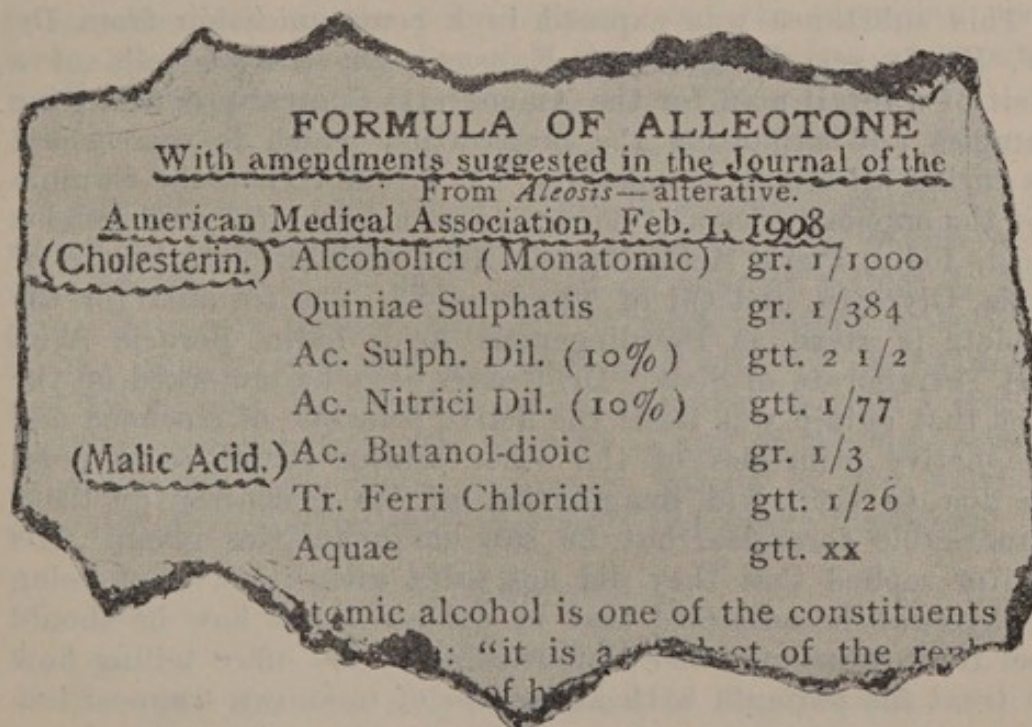 FORMULA OF ALLEOTONE
With amendments suggested in the Journal of the
From Aleosis—alterative.
American Medical Association, Feb. 1, 1908
(Cholesterin.) Alcoholici (Monatomic) gr. 1/1000
Quiniae Sulphatis gr. 1/384
Ac. Sulph. Dil. (10%) gtt. 2 1/2
Ac. Nitrici Dil. (10%) gtt. 1/77
(Malic Acid.) Ac. Butanol-dioic gr. 1/3
Tr. Ferri Chloridi gtt. 1/26
Aquae gtt. xx
tomic alcohol is one of the constituents
: "it is a of the
of